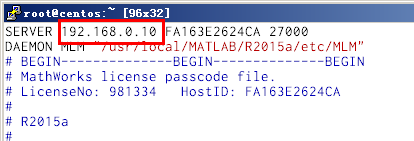 root@centos:~ [96x32]
SERVER 192.168.0.10 FA163E2624CA 27000
DAEMON MLM "/usr/local/MATLAB/R2015a/etc/MLM"
# BEGIN--------------BEGIN--------------BEGIN
# MathWorks license passcode file.
# LicenseNo: 981334   HostID: FA163E2624CA
#
# R2015a
#